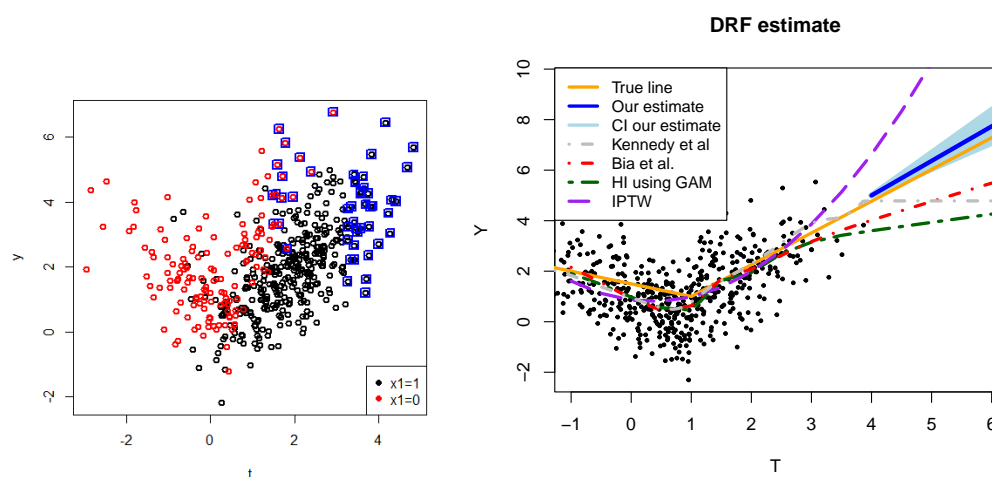 DRF estimate
y
6
4
2
0
-2
-2
0
2
4
t
x1=1
x1=0
Y
10
8
6
4
2
0
−2
−1
0
1
2
3
4
5
6
T
True line
Our estimate
CI our estimate
Kennedy et al
Bia et al.
HI using GAM
IPTW